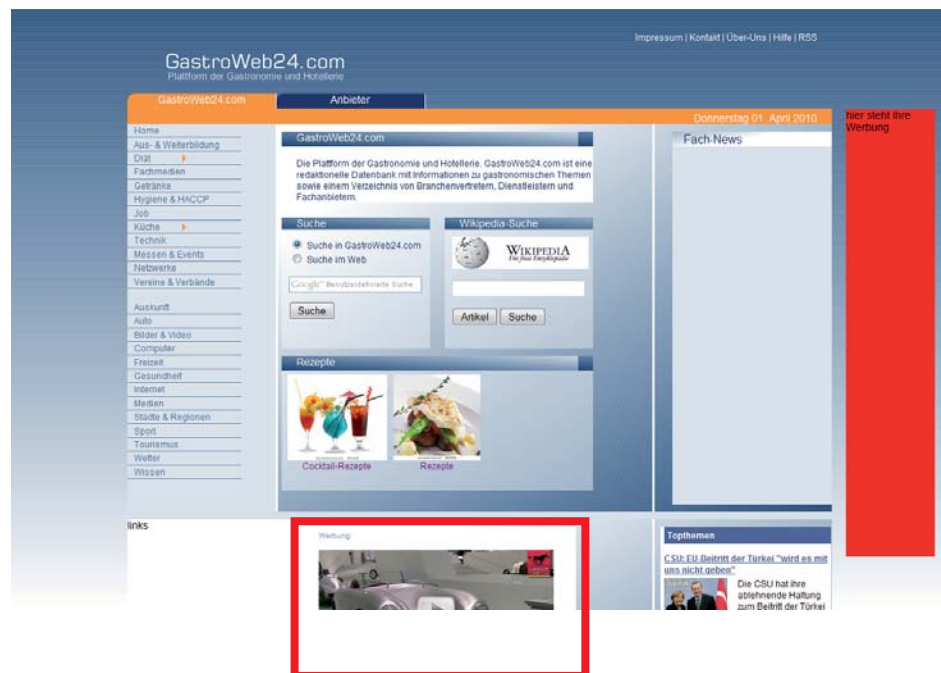 Impressum | Kontakt | Über-Uns | Hilfe | RSS
GastroWeb24.com
Plattform der Gastronomie und Hotellerie
GastroWeb24.com
Anbieter
Donnerstag 01. April 2010
Home
Aus- & Weiterbildung
Diät
Fachmedien
Getränke
Hygiene & HACCP
Job
Küche
Technik
Messen & Events
Netzwerke
Vereine & Verbände
Auskunft
Auto
Bilder & Video
Computer
Freizeit
Gesundheit
Internet
Medien
Städte & Regionen
Sport
Tourismus
Wetter
Wissen
GastroWeb24.com
Die Plattform der Gastronomie und Hotellerie. GastroWeb24.com ist eine
redaktionelle Datenbank mit Informationen zu gastronomischen Themen
sowie einem Verzeichnis von Branchenvertretern, Dienstleistern und
Fachanbietern.
Suche
Suche in GastroWeb24.com
Suche im Web
Google™ Benutzerdefinierte Suche
Suche
Wikipedia-Suche
WIKIPEDIA
Die freie Enzyklopädie
Artikel
Suche
Rezepte
Cocktail-Rezepte
Rezepte
Fach-News
hier steht Ihre
Werbung
links
Werbung:
Topthemen
CSU: EU-Beitritt der Türkei "wird es mit
uns nicht geben"
Die CSU hat ihre
ablehnende Haltung
zum Beitritt der Türkei